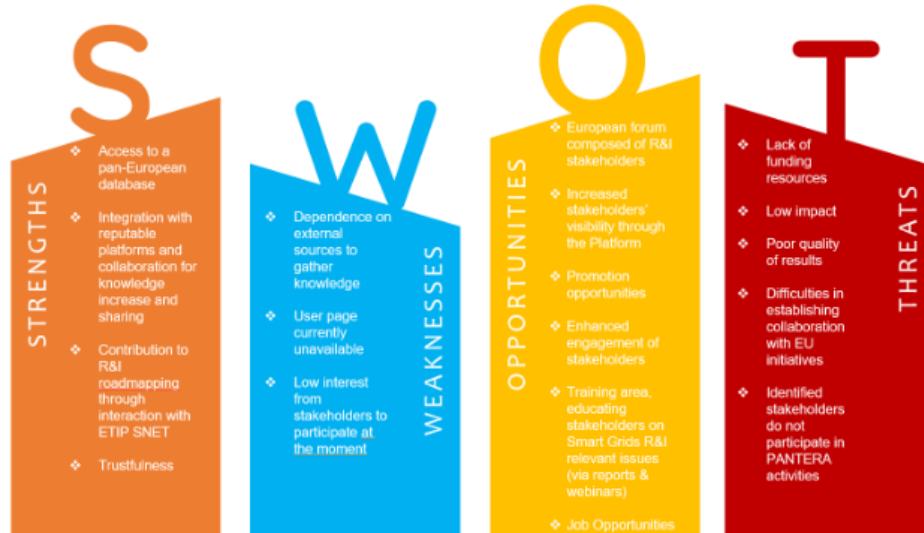 S
STRENGTHS
❖ Access to a
pan-European
database
❖ Integration with
reputable
platforms and
collaboration for
knowledge
increase and
sharing
❖ Contribution to
R&I
roadmapping
through
interaction with
ETIP SNET
❖ Trustfulness
W
WEAKNESSES
❖ Dependence on
external
sources to
gather
knowledge
❖ User page
currently
unavailable
❖ Low interest
from
stakeholders to
participate at
the moment
O
OPPORTUNITIES
❖ European forum
composed of R&I
stakeholders
❖ Increased
stakeholders'
visibility through
the Platform
❖ Promotion
opportunities
❖ Enhanced
engagement of
stakeholders
❖ Training area,
educating
stakeholders on
Smart Grids R&I
relevant issues
(via reports &
webinars)
❖ Job Opportunities
T
THREATS
❖ Lack of
funding
resources
❖ Low impact
❖ Poor quality
of results
❖ Difficulties in
establishing
collaboration
with EU
initiatives
❖ Identified
stakeholders
do not
participate in
PANTERA
activities